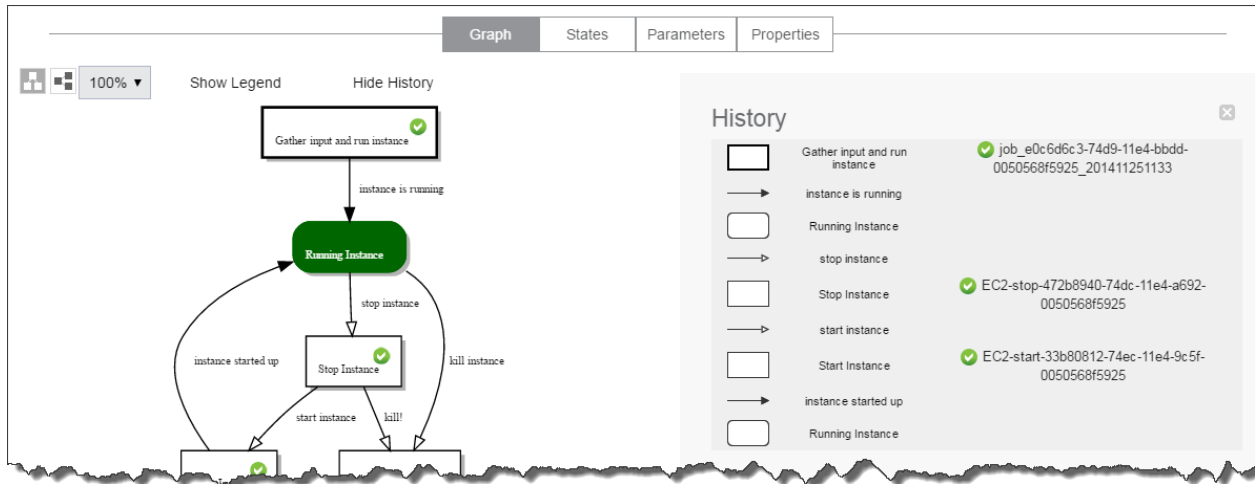 Graph States Parameters Properties
100% ▼ Show Legend Hide History
Gather input and run instance
instance is running
Running Instance
stop instance
instance started up
kill instance
Stop Instance
start instance
kill!
History
Gather input and run
instance
job_e0c6d6c3-74d9-11e4-bbdd-
0050568f5925_201411251133
instance is running
Running Instance
stop instance
Stop Instance
EC2-stop-472b8940-74dc-11e4-a692-
0050568f5925
start instance
Start Instance
EC2-start-33b80812-74ec-11e4-9c5f-
0050568f5925
instance started up
Running Instance